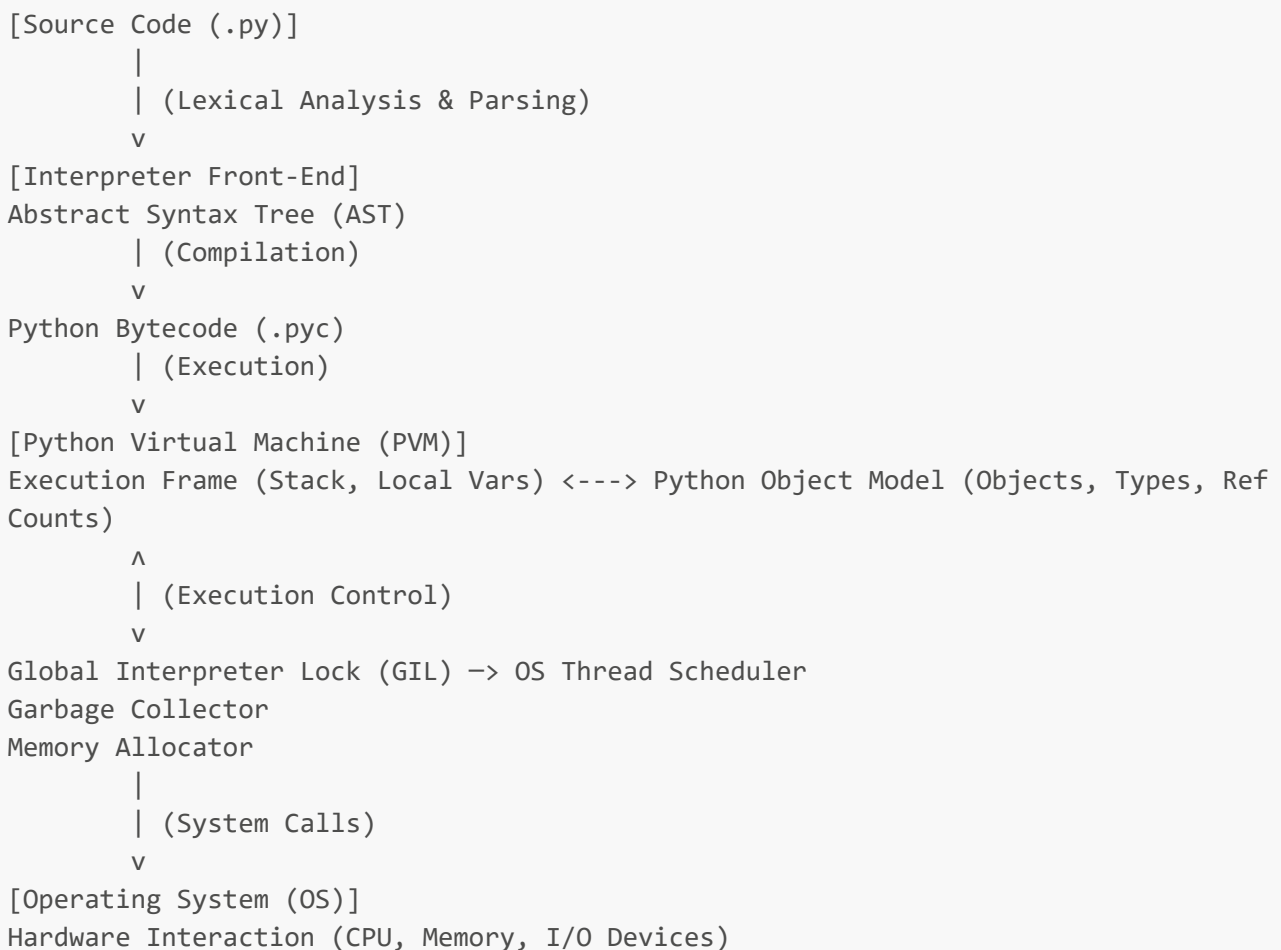 [Source Code (.py)]
│
│ (Lexical Analysis & Parsing)
v
[Interpreter Front-End]
Abstract Syntax Tree (AST)
│ (Compilation)
v
Python Bytecode (.pyc)
│ (Execution)
v
[Python Virtual Machine (PVM)]
Execution Frame (Stack, Local Vars) <---> Python Object Model (Objects, Types, Ref
Counts)
ʌ
│ (Execution Control)
v
Global Interpreter Lock (GIL) —> OS Thread Scheduler
Garbage Collector
Memory Allocator
│
│ (System Calls)
v
[Operating System (OS)]
Hardware Interaction (CPU, Memory, I/O Devices)